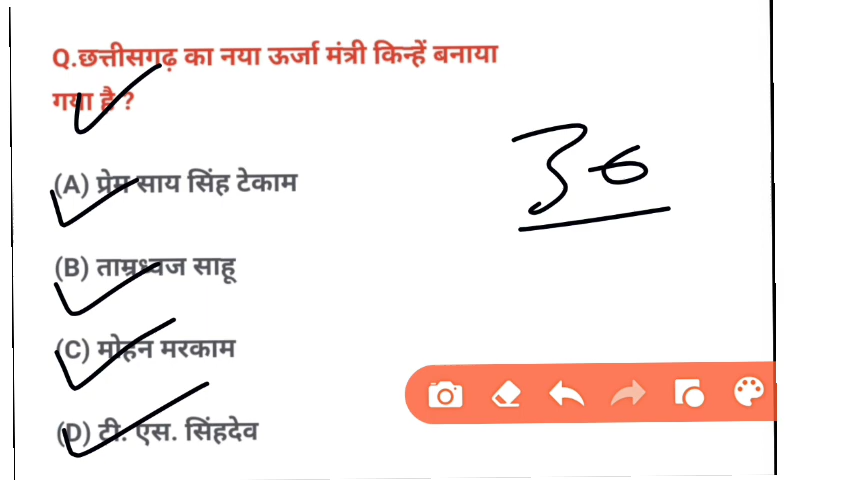 Q.छत्तीसगढ़ का नया ऊर्जा मंत्री किन्हें बनाया
गया है ?
(A) प्रेम साय सिंह टेकाम
36
(B) ताम्रध्वज साहू
(C) मोहन मरकाम
(D) टी. एस. सिंहदेव